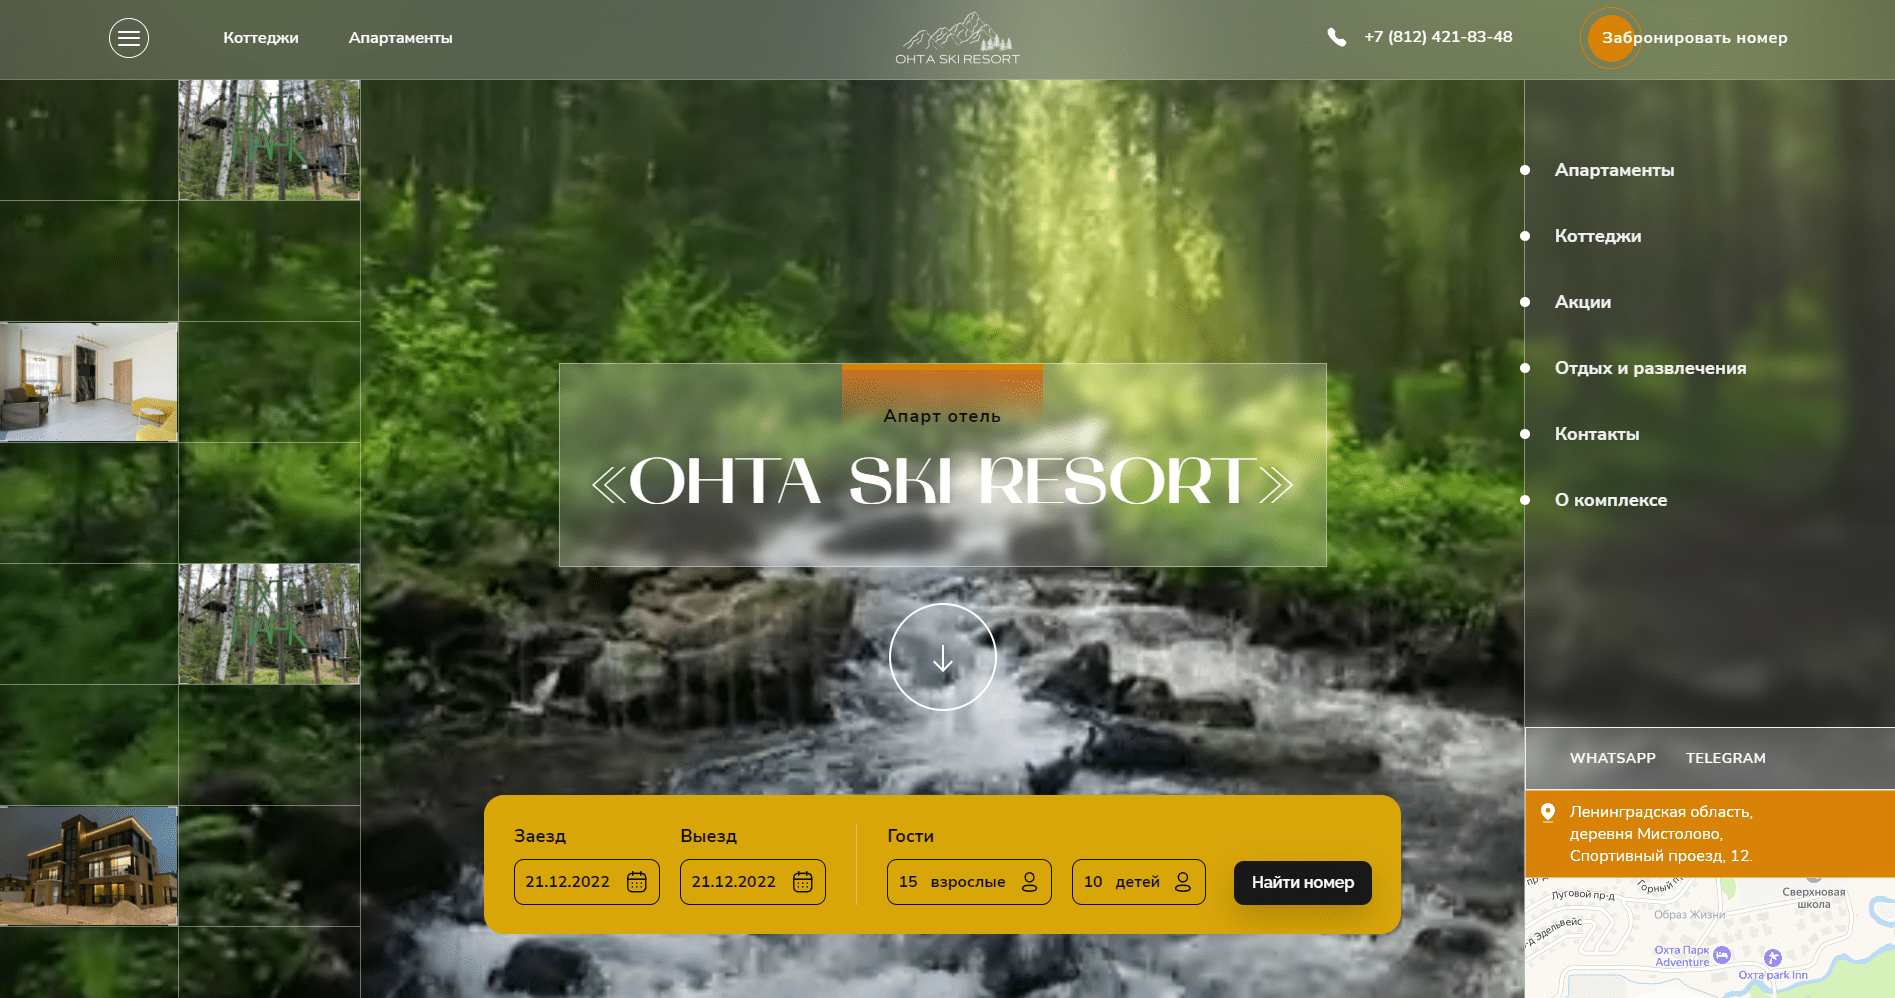 Коттеджи
Апартаменты
OHTA SKI RESORT
+7 (812) 421-83-48
Забронировать номер
Апартаменты
Коттеджи
Акции
Отдых и развлечения
Контакты
О комплексе
Апарт отель
«OHTA SKI RESORT»
Заезд
Выезд
Гости
21.12.2022
21.12.2022
15 взрослые
10 детей
Найти номер
WHATSAPP
TELEGRAM
Ленинградская область,
деревня Мистолово,
Спортивный проезд, 12.
Луговой пр-д
Горный
Сверхновая
школа
Образ Жизни
Эдельвейс
Охта Парк
Adventure
Охта park Inn